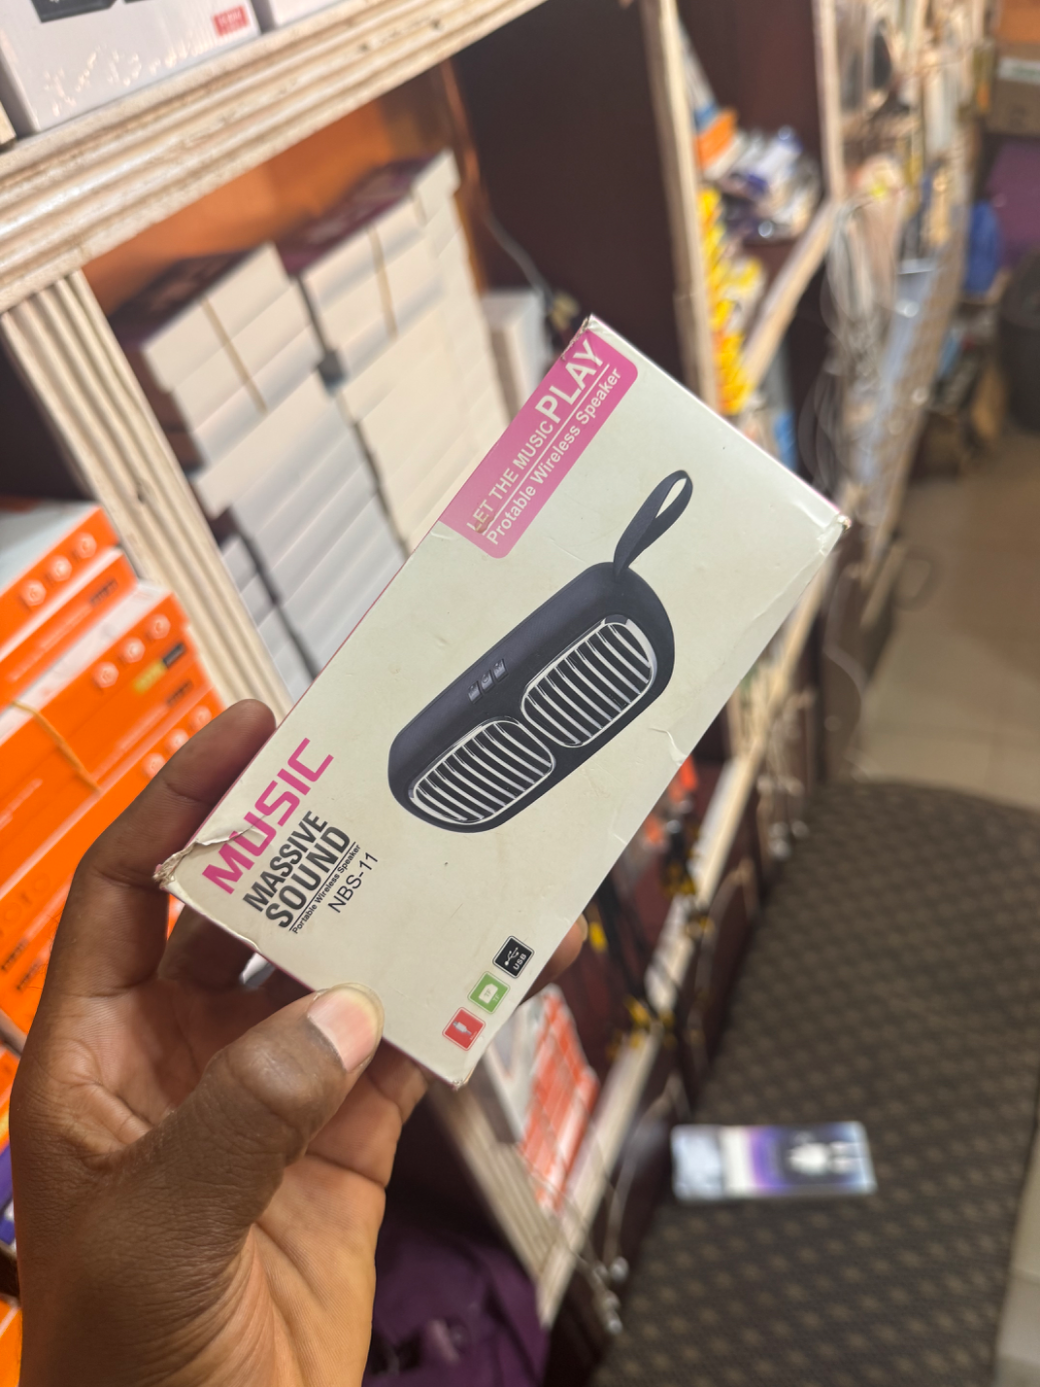 LET THE MUSIC PLAY
Protable Wireless Speaker
MUSIC
MASSIVE
SOUND
Portable Wireless Speaker
NBS-11
USB